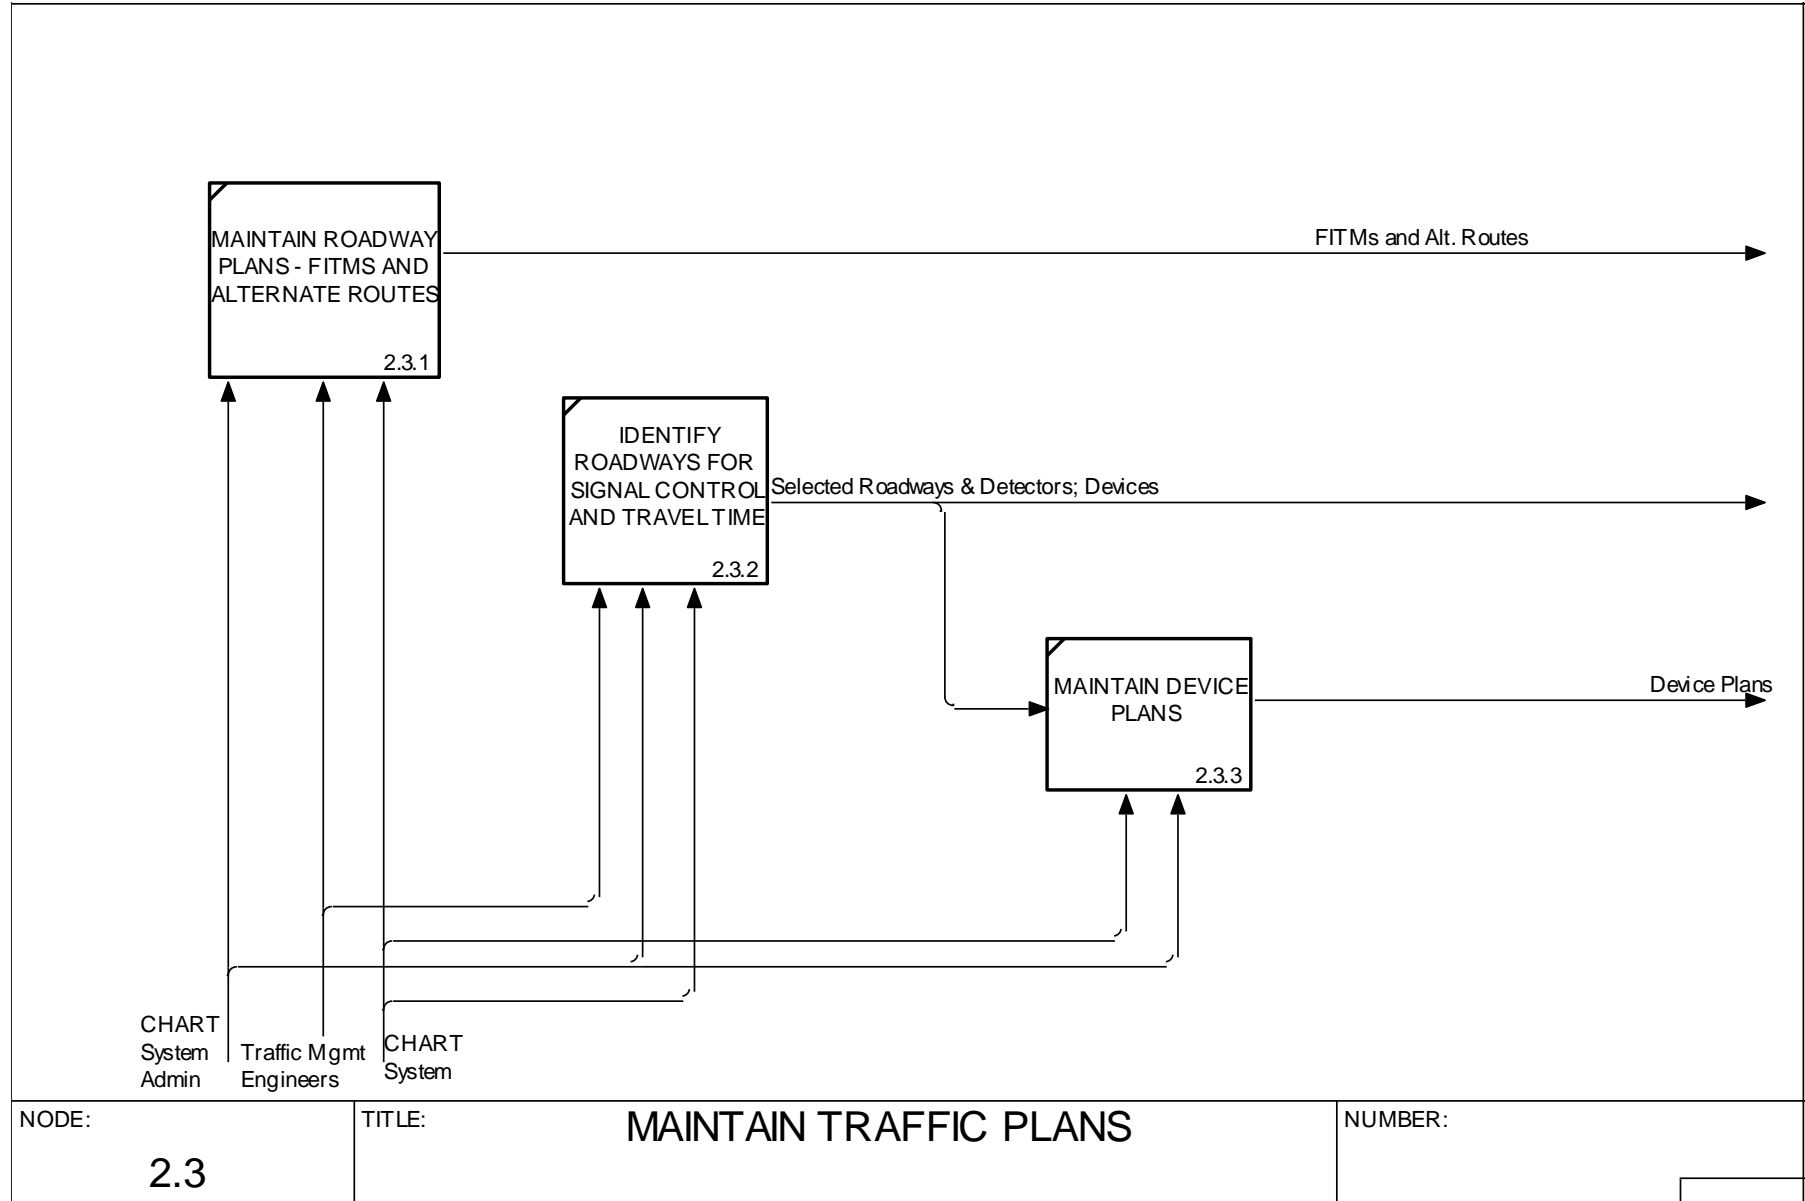 MAINTAIN ROADWAY
PLANS - FITMS AND
ALTERNATE ROUTES
2.3.1
FITMs and Alt. Routes
IDENTIFY
ROADWAYS FOR
SIGNAL CONTROL
AND TRAVEL TIME
2.3.2
Selected Roadways & Detectors; Devices
MAINTAIN DEVICE
PLANS
2.3.3
Device Plans
CHART
System
Admin
Traffic Mgmt
Engineers
CHART
System
NODE:
2.3
TITLE:
MAINTAIN TRAFFIC PLANS
NUMBER: